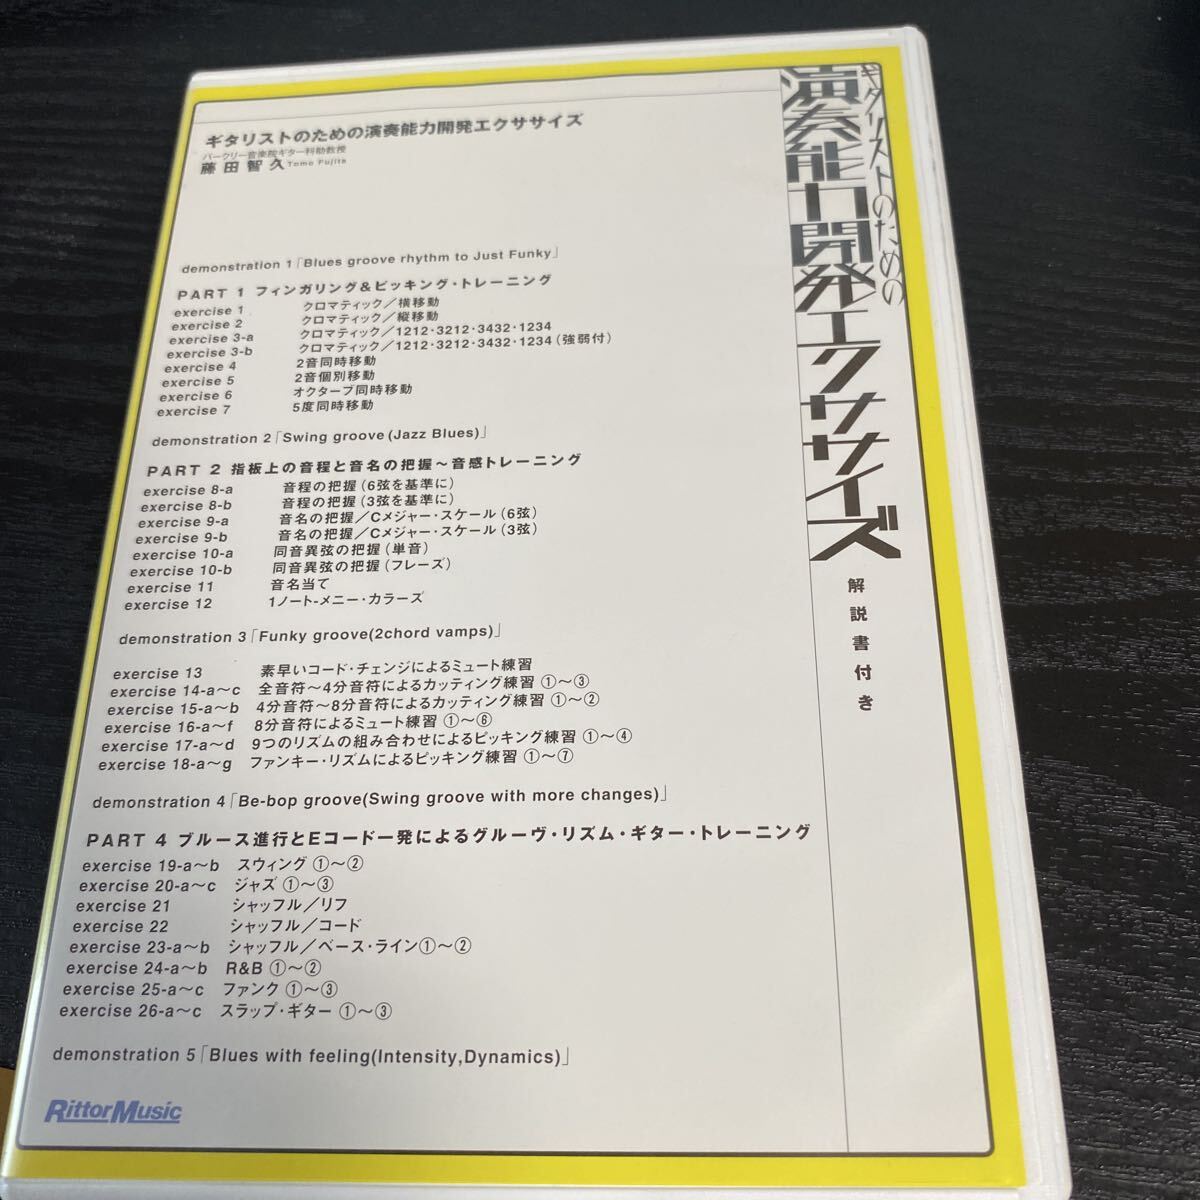 ギタリストのための演奏能力開発エクササイズ
バークリー音楽院ギター科助教授
藤田智久 Tomo Fujita
demonstration 1「Blues groove rhythm to Just Funky」
PART 1 フィンガリング&ピッキング・トレーニング
exercise 1 クロマティック／横移動
exercise 2 クロマティック／縦移動
exercise 3-a クロマティック／1212・3212・3432・1234
exercise 3-b クロマティック／1212・3212・3432・1234（強弱付）
exercise 4 2音同時移動
exercise 5 2音個別移動
exercise 6 オクターブ同時移動
exercise 7 5度同時移動
demonstration 2「Swing groove(Jazz Blues)」
PART 2 指板上の音程と音名の把握～音感トレーニング
exercise 8-a 音程の把握（6弦を基準に）
exercise 8-b 音程の把握（3弦を基準に）
exercise 9-a 音名の把握／Cメジャー・スケール（6弦）
exercise 9-b 音名の把握／Cメジャー・スケール（3弦）
exercise 10-a 同音異弦の把握（単音）
exercise 10-b 同音異弦の把握（フレーズ）
exercise 11 音名当て
exercise 12 1ノート-メニー・カラーズ
demonstration 3「Funky groove(2chord vamps)」
exercise 13 素早いコード・チェンジによるミュート練習
exercise 14-a～c 全音符～4分音符によるカッティング練習 ①～③
exercise 15-a～b 4分音符～8分音符によるカッティング練習 ①～②
exercise 16-a～f 8分音符によるミュート練習 ①～⑥
exercise 17-a～d 9つのリズムの組み合わせによるピッキング練習 ①～④
exercise 18-a～g ファンキー・リズムによるピッキング練習 ①～⑦
demonstration 4「Be-bop groove(Swing groove with more changes)」
PART 4 ブルース進行とEコード一発によるグルーヴ・リズム・ギター・トレーニング
exercise 19-a～b スウィング ①～②
exercise 20-a～c ジャズ ①～③
exercise 21 シャッフル／リフ
exercise 22 シャッフル／コード
exercise 23-a～b シャッフル／ベース・ライン①～②
exercise 24-a～b R&B ①～②
exercise 25-a～c ファンク ①～③
exercise 26-a～c スラップ・ギター ①～③
demonstration 5「Blues with feeling(Intensity,Dynamics)」
RittorMusic
ギタリストのための
演奏能力開発エクササイズ
解説書付き